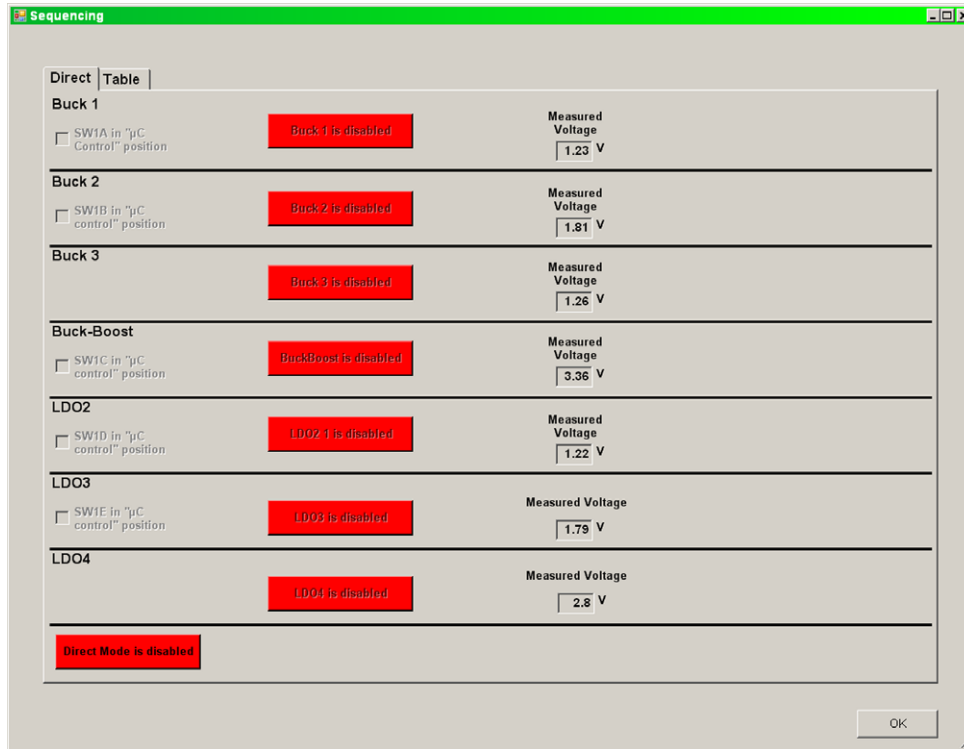 Sequencing
Direct
Table
Buck 1
SW1A in "µC
Control" position
Buck 1 is disabled
Measured
Voltage
1.23 V
Buck 2
SW1B in "µC
control" position
Buck 2 is disabled
Measured
Voltage
1.81 V
Buck 3
Buck 3 is disabled
Measured
Voltage
1.26 V
Buck-Boost
SW1C in "µC
control" position
BuckBoost is disabled
Measured
Voltage
3.36 V
LDO2
SW1D in "µC
control" position
LDO2 1 is disabled
Measured
Voltage
1.22 V
LDO3
SW1E in "µC
control" position
LDO3 is disabled
Measured Voltage
1.79 V
LDO4
LDO4 is disabled
Measured Voltage
2.8 V
Direct Mode is disabled
OK